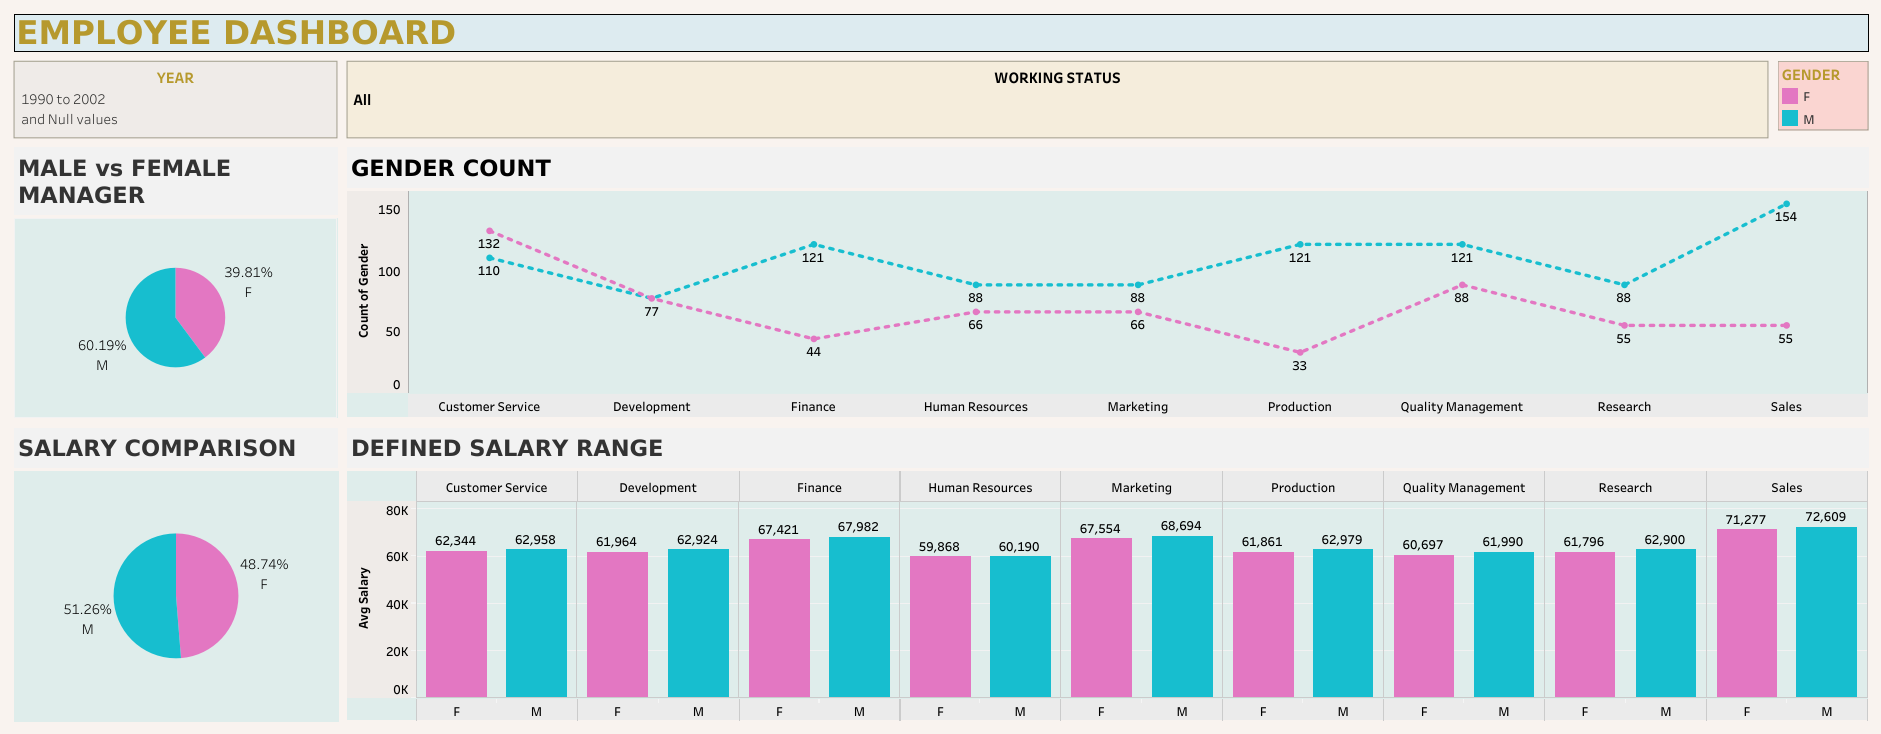 EMPLOYEE DASHBOARD
YEAR
1990 to 2002
and Null values
WORKING STATUS
All
GENDER
F
M
MALE vs FEMALE
MANAGER
39.81%
F
60.19%
M
GENDER COUNT
Count of Gender
150
100
50
0
132
110
77
121
44
88
66
88
66
121
33
121
88
88
55
154
55
Customer Service Development Finance Human Resources Marketing Production Quality Management Research Sales
SALARY COMPARISON
48.74%
F
51.26%
M
DEFINED SALARY RANGE
Customer Service Development Finance Human Resources Marketing Production Quality Management Research Sales
Avg Salary
80K
60K
40K
20K
0K
62,344 62,958 61,964 62,924 67,421 67,982 59,868 60,190 67,554 68,694 61,861 62,979 60,697 61,990 61,796 62,900 71,277 72,609
F M F M F M F M F M F M F M F M F M